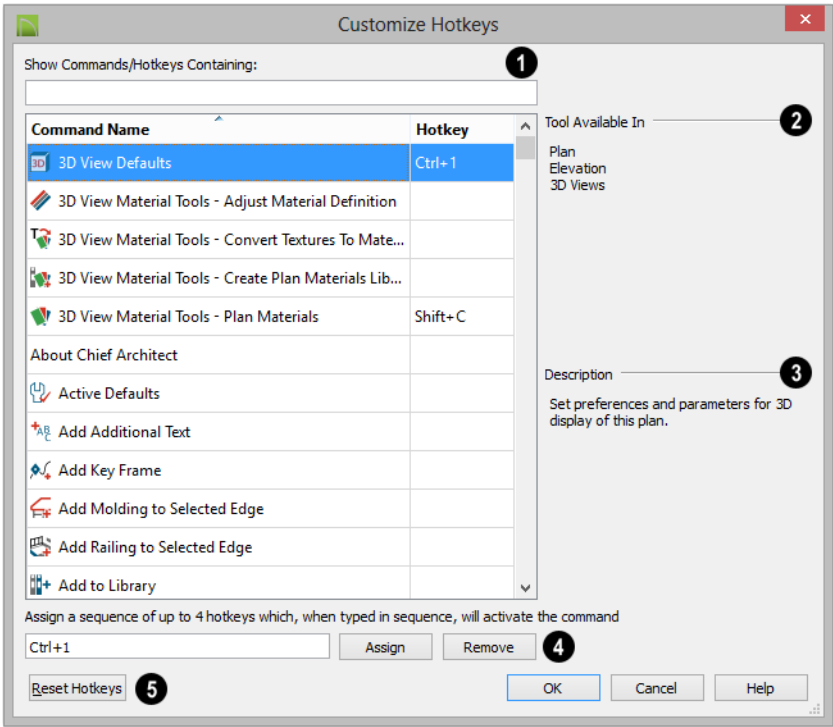 Customize Hotkeys
Show Commands/Hotkeys Containing:
1
Command Name Hotkey
3D View Defaults Ctrl+1
3D View Material Tools - Adjust Material Definition
3D View Material Tools - Convert Textures To Mate...
3D View Material Tools - Create Plan Materials Lib...
3D View Material Tools - Plan Materials Shift+C
About Chief Architect
Active Defaults
Add Additional Text
Add Key Frame
Add Molding to Selected Edge
Add Railing to Selected Edge
Add to Library
Tool Available In 2
Plan
Elevation
3D Views
Description 3
Set preferences and parameters for 3D
display of this plan.
Assign a sequence of up to 4 hotkeys which, when typed in sequence, will activate the command
Ctrl+1 Assign Remove 4
Reset Hotkeys 5 OK Cancel Help